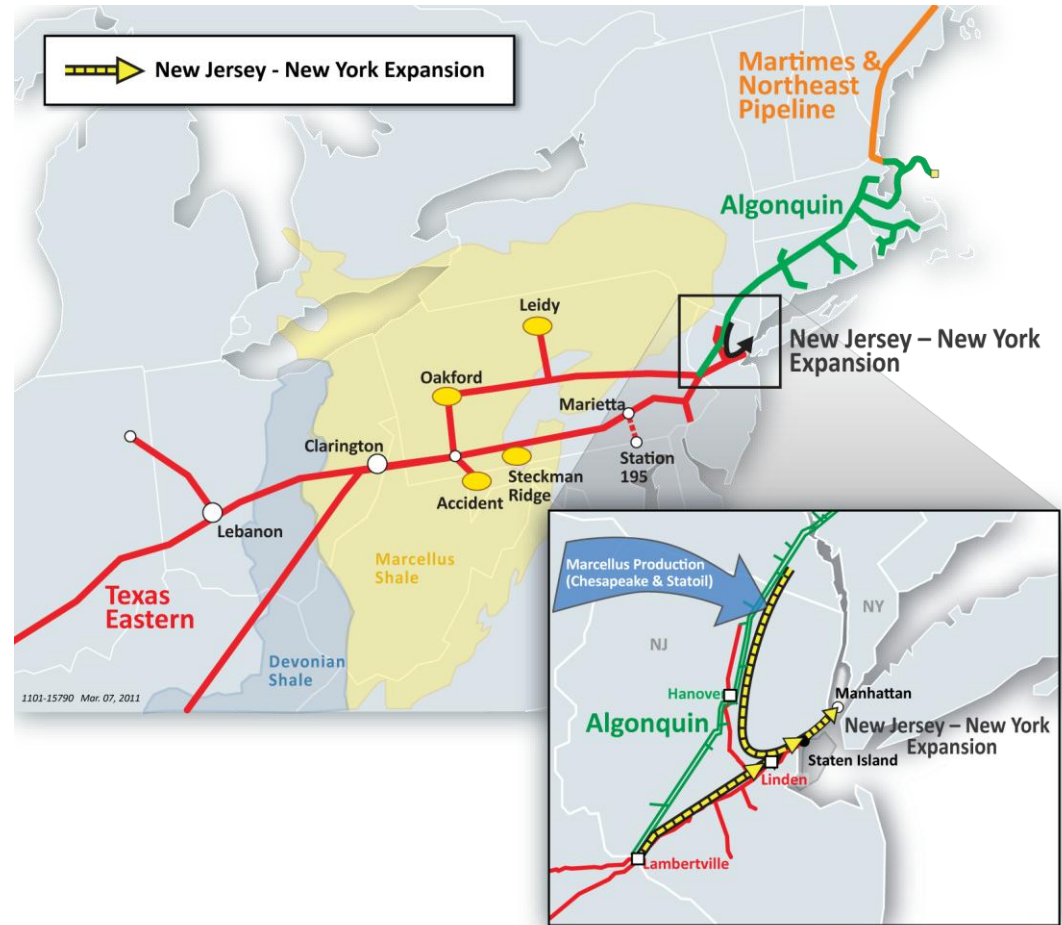 New Jersey - New York Expansion
Martimes &
Northeast
Pipeline
Algonquin
New Jersey – New York
Expansion
Leidy
Oakford
Marietta
Station
195
Clarington
Steckman
Ridge
Accident
Lebanon
Marcellus
Shale
Texas
Eastern
Devonian
Shale
1101-15790 Mar. 07, 2011
Marcellus Production
(Chesapeake & Statoil)
NY
NJ
Hanove
Manhattan
Algonquin
New Jersey – New York
Expansion
Staten Island
Linden
Lambertville